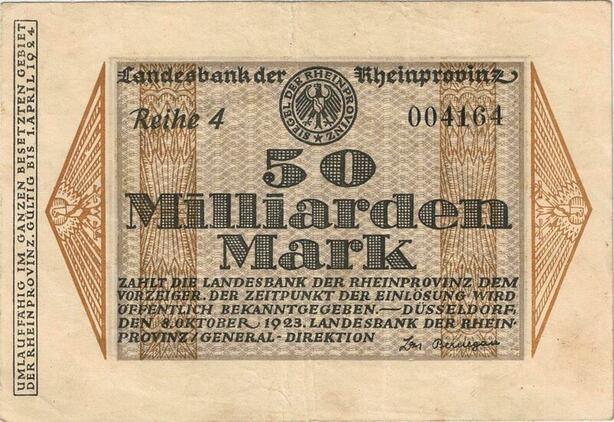 UMLAUFFÄHIG IM GANZEN BESETZTEN GEBIET
DER RHEINPROVINZ. GÜLTIG BIS 1. APRIL 1924
Landesbank der Rheinprovinz
SIEGEL DER RHEINPROVINZ
Reihe 4
004164
50
Milliarden
Mark
ZAHLT DIE LANDESBANK DER RHEINPROVINZ DEM
VORZEIGER. DER ZEITPUNKT DER EINLÖSUNG WIRD
ÖFFENTLICH BEKANNTGEGEBEN. — DÜSSELDORF,
DEN 8. OKTOBER 1923. LANDESBANK DER RHEIN-
PROVINZ/GENERAL-DIREKTION